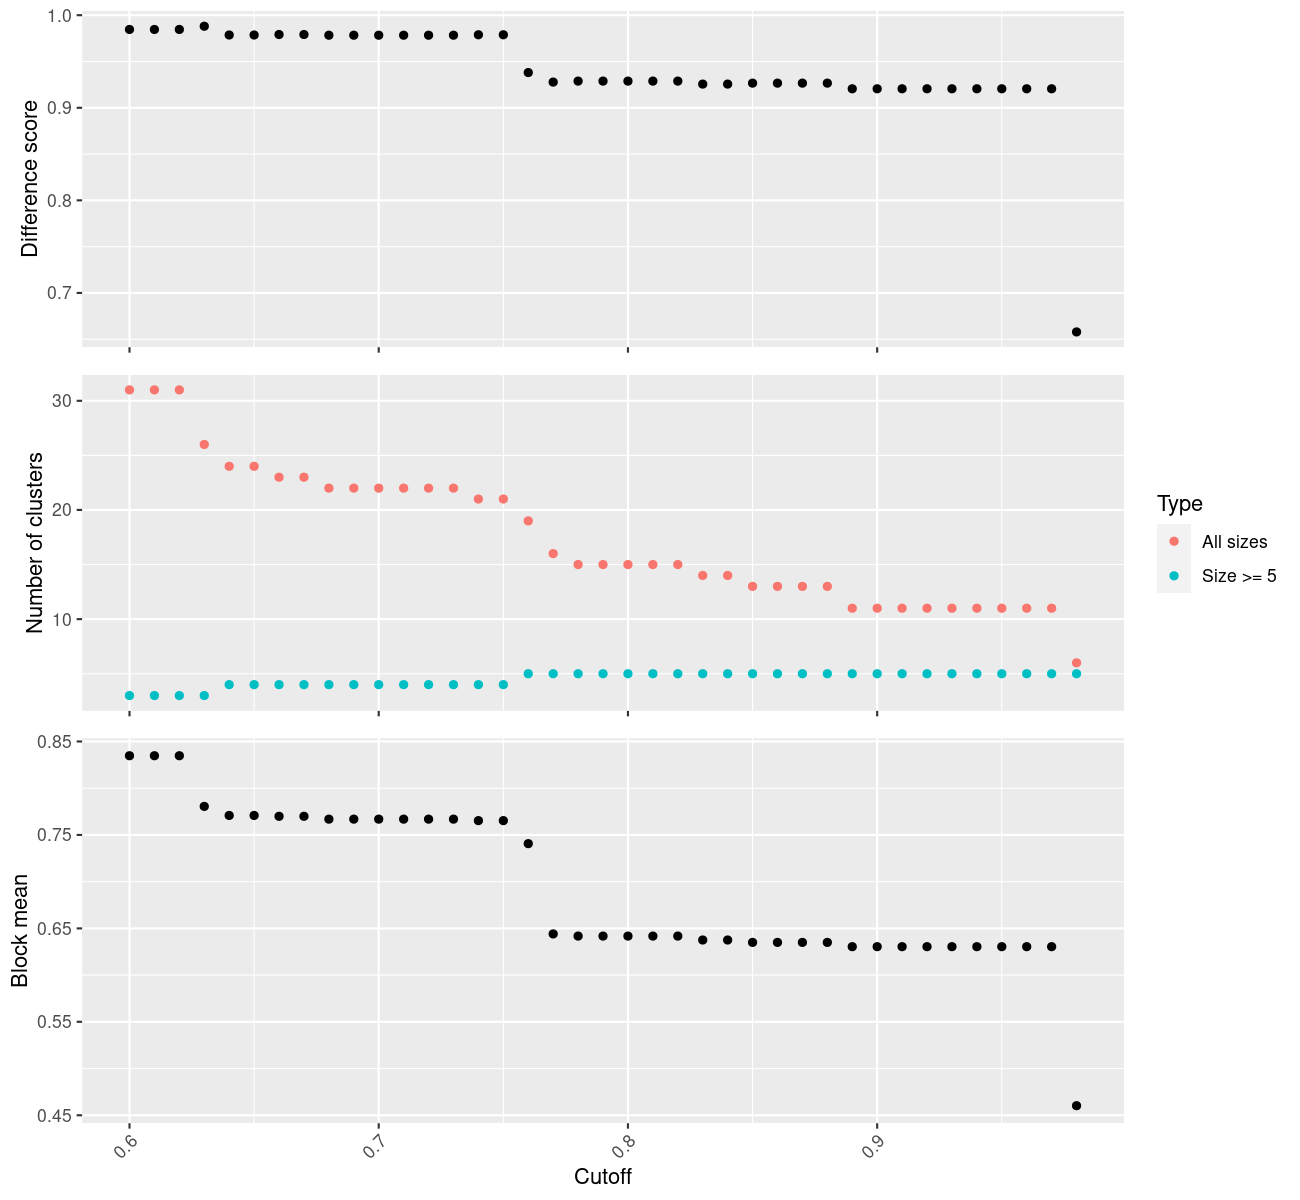 1.0
0.9
0.8
0.7
Difference score
30
20
10
Number of clusters
0.85
0.75
0.65
0.55
0.45
Block mean
0.6 0.7 0.8 0.9
Cutoff
Type
All sizes
Size >= 5